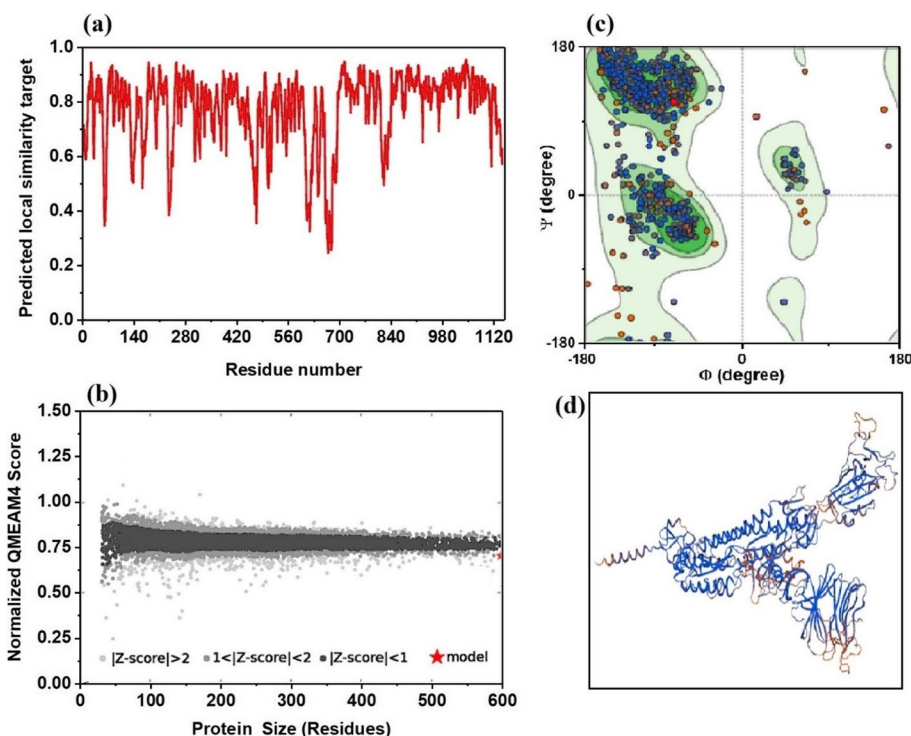 (a)
Predicted local similarity target
1.0
0.8
0.6
0.4
0.2
0.0
0 140 280 420 560 700 840 980 1120
Residue number
(b)
Normalized QMEAM4 Score
1.50
1.25
1.00
0.75
0.50
0.25
0.00
|Z-score|>2 1<|Z-score|<2 |Z-score|<1 model
0 100 200 300 400 500 600
Protein Size (Residues)
(c)
Ψ (degree)
180
0
-180
-180 0 180
Φ (degree)
(d)